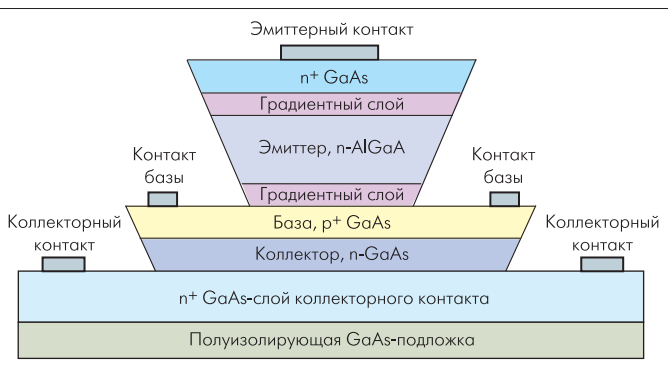 Эмиттерный контакт
n+ GaAs
Градиентный слой
Эмиттер, n-AlGaA
Градиентный слой
Контакт
базы
Контакт
базы
База, p+ GaAs
Коллекторный
контакт
Коллекторный
контакт
Коллектор, n-GaAs
n+ GaAs-слой коллекторного контакта
Полуизолирующая GaAs-подложка